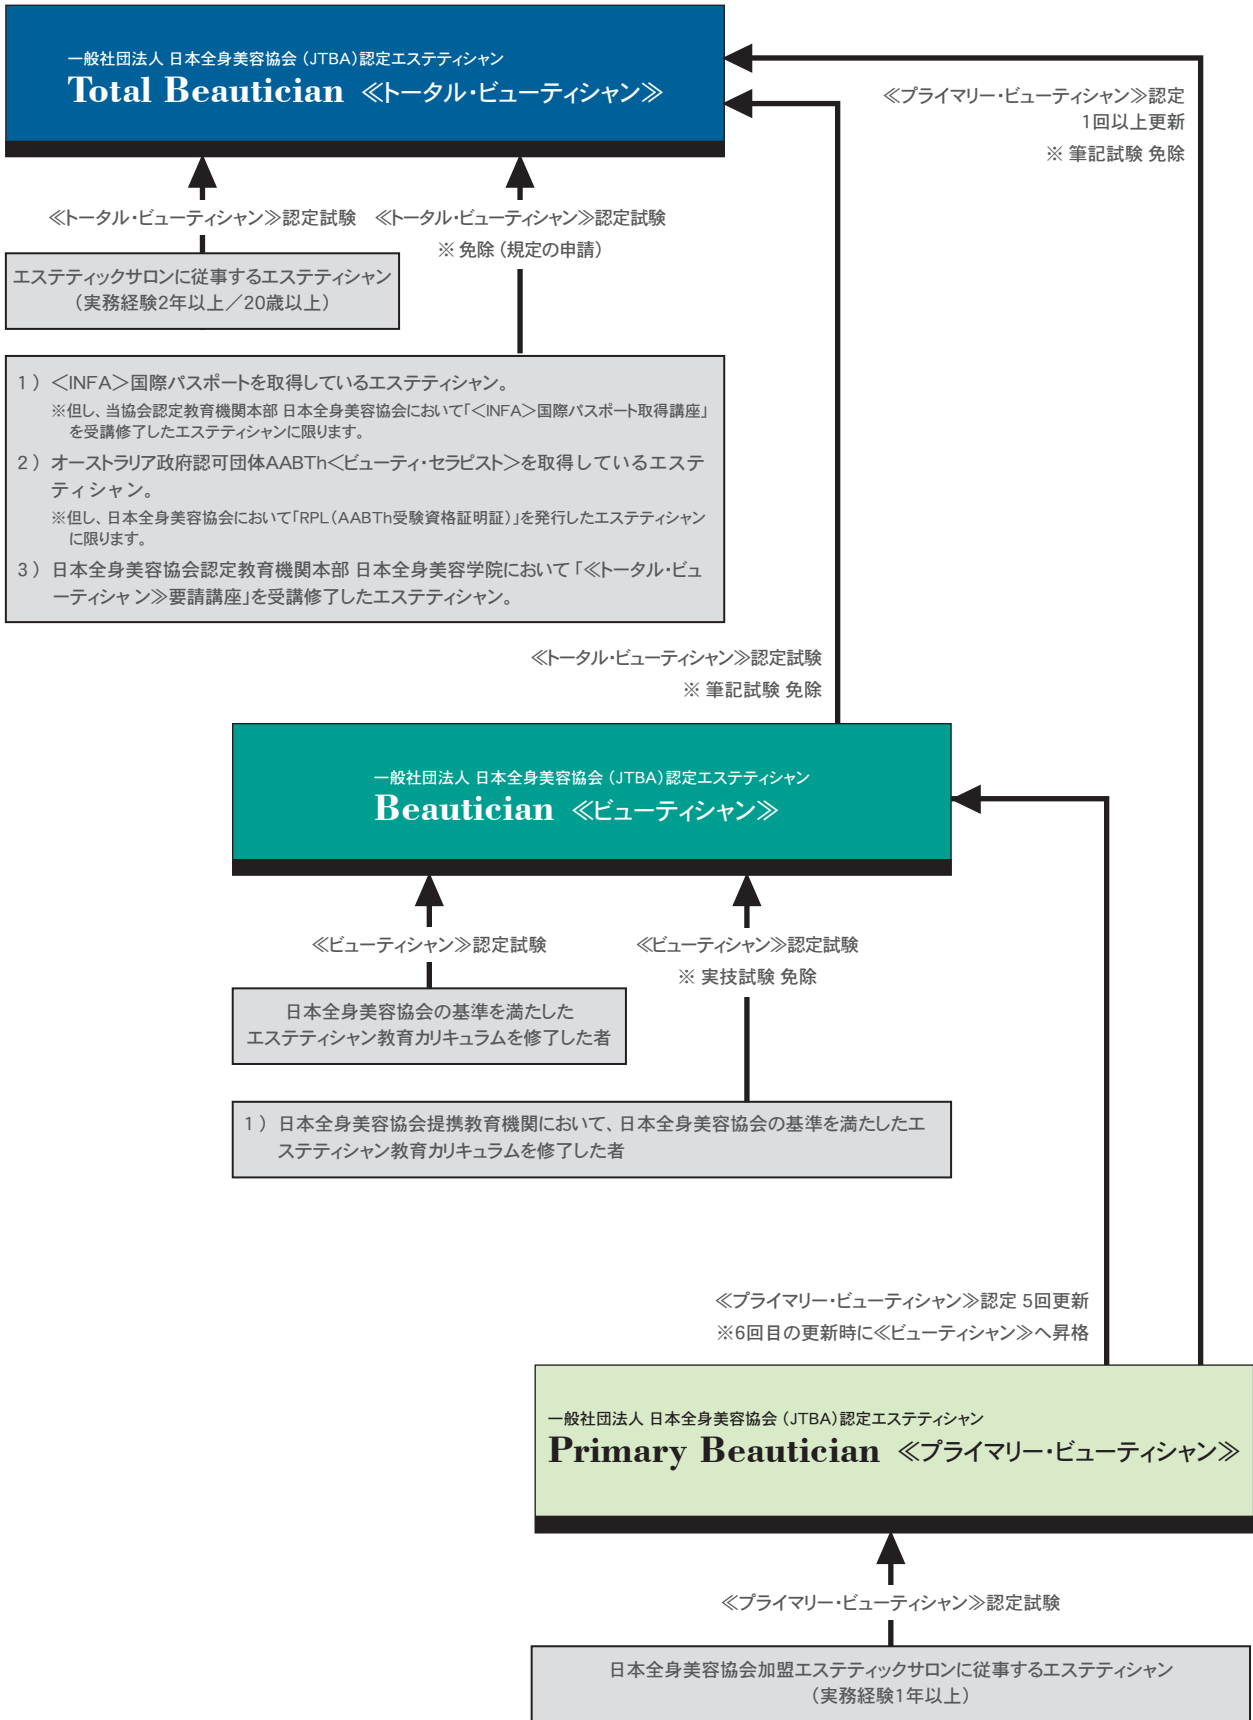 一般社団法人 日本全身美容協会 (JTBA)認定エステティシャン
Total Beautician ≪トータル・ビューティシャン≫
≪プライマリー・ビューティシャン≫認定
1回以上更新
※ 筆記試験 免除
≪トータル・ビューティシャン≫認定試験
≪トータル・ビューティシャン≫認定試験
※ 免除 (規定の申請)
エステティックサロンに従事するエステティシャン
(実務経験2年以上／20歳以上)
1) ＜INFA＞国際パスポートを取得しているエステティシャン。
※但し、当協会認定教育機関本部 日本全身美容協会において「＜INFA＞国際パスポート取得講座」
を受講修了したエステティシャンに限ります。
2) オーストラリア政府認可団体AABTh＜ビューティ・セラピスト＞を取得しているエステ
ティシャン。
※但し、日本全身美容協会において「RPL(AABTh受験資格証明証)」を発行したエステティシャン
に限ります。
3) 日本全身美容協会認定教育機関本部 日本全身美容学院において「≪トータル・ビュ
ーティシャン≫要請講座」を受講修了したエステティシャン。
≪トータル・ビューティシャン≫認定試験
※ 筆記試験 免除
一般社団法人 日本全身美容協会 (JTBA)認定エステティシャン
Beautician ≪ビューティシャン≫
≪ビューティシャン≫認定試験
≪ビューティシャン≫認定試験
※ 実技試験 免除
日本全身美容協会の基準を満たした
エステティシャン教育カリキュラムを修了した者
1) 日本全身美容協会提携教育機関において、日本全身美容協会の基準を満たしたエ
ステティシャン教育カリキュラムを修了した者
≪プライマリー・ビューティシャン≫認定 5回更新
※6回目の更新時に≪ビューティシャン≫へ昇格
一般社団法人 日本全身美容協会 (JTBA)認定エステティシャン
Primary Beautician ≪プライマリー・ビューティシャン≫
≪プライマリー・ビューティシャン≫認定試験
日本全身美容協会加盟エステティックサロンに従事するエステティシャン
(実務経験1年以上)